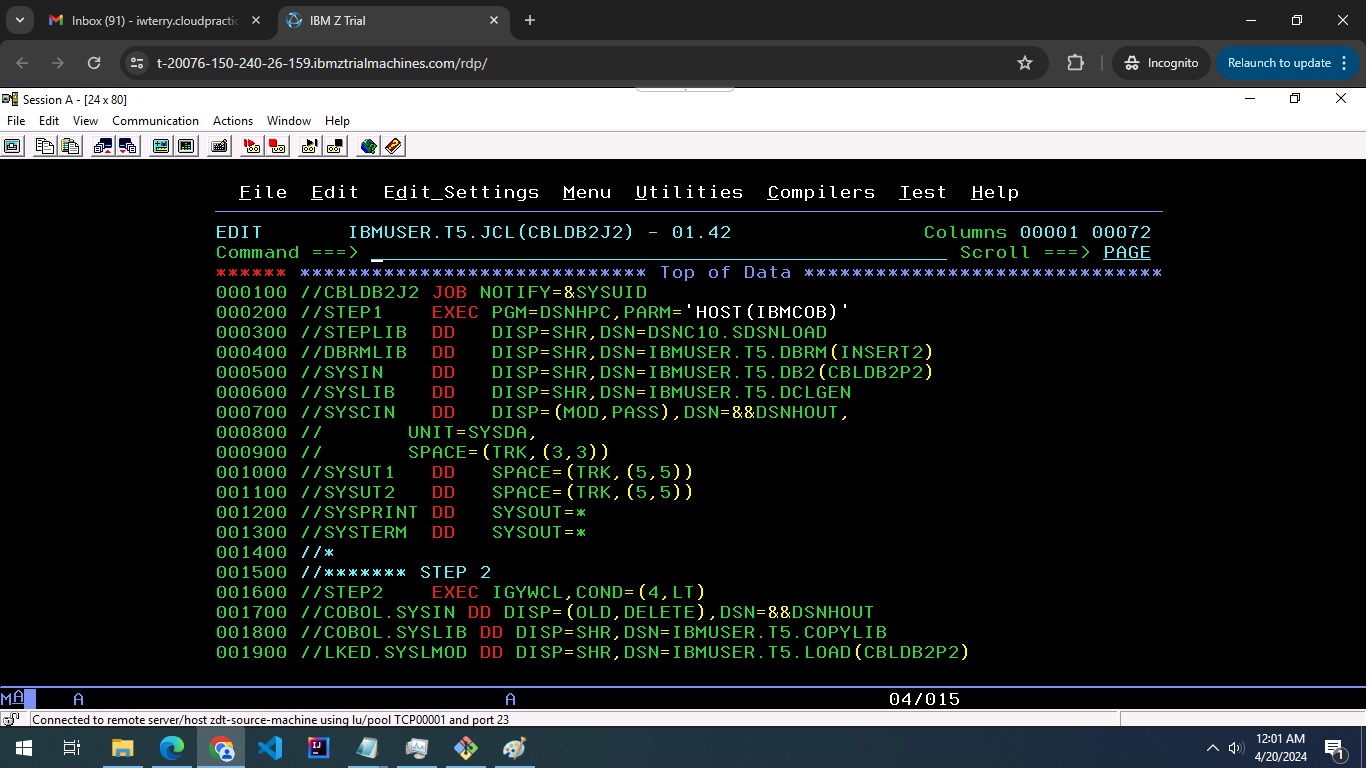 Inbox (91) - iwterry.cloudpractic
IBM Z Trial
t-20076-150-240-26-159.ibmztrialmachines.com/rdp/
Incognito
Relaunch to update
Session A - [24 x 80]
File Edit View Communication Actions Window Help
File Edit Edit_Settings Menu Utilities Compilers Test Help
EDIT IBMUSER.T5.JCL(CBLDB2J2) - 01.42 Columns 00001 00072
Command ===> Scroll ===> PAGE
****** ***************************** Top of Data ******************************
000100 //CBLDB2J2 JOB NOTIFY=&SYSUID
000200 //STEP1    EXEC PGM=DSNHPC,PARM='HOST(IBMCOB)'
000300 //STEPLIB  DD   DISP=SHR,DSN=DSNC10.SDSNLOAD
000400 //DBRMLIB  DD   DISP=SHR,DSN=IBMUSER.T5.DBRM(INSERT2)
000500 //SYSIN    DD   DISP=SHR,DSN=IBMUSER.T5.DB2(CBLDB2P2)
000600 //SYSLIB   DD   DISP=SHR,DSN=IBMUSER.T5.DCLGEN
000700 //SYSCIN   DD   DISP=(MOD,PASS),DSN=&&DSNHOUT,
000800 //       UNIT=SYSDA,
000900 //       SPACE=(TRK,(3,3))
001000 //SYSUT1   DD   SPACE=(TRK,(5,5))
001100 //SYSUT2   DD   SPACE=(TRK,(5,5))
001200 //SYSPRINT DD   SYSOUT=*
001300 //SYSTERM  DD   SYSOUT=*
001400 //*
001500 //******* STEP 2
001600 //STEP2    EXEC IGYWCL,COND=(4,LT)
001700 //COBOL.SYSIN DD DISP=(OLD,DELETE),DSN=&&DSNHOUT
001800 //COBOL.SYSLIB DD DISP=SHR,DSN=IBMUSER.T5.COPYLIB
001900 //LKED.SYSLMOD DD DISP=SHR,DSN=IBMUSER.T5.LOAD(CBLDB2P2)
MA A A 04/015
Connected to remote server/host zdt-source-machine using lu/pool TCP00001 and port 23
12:01 AM
4/20/2024
1